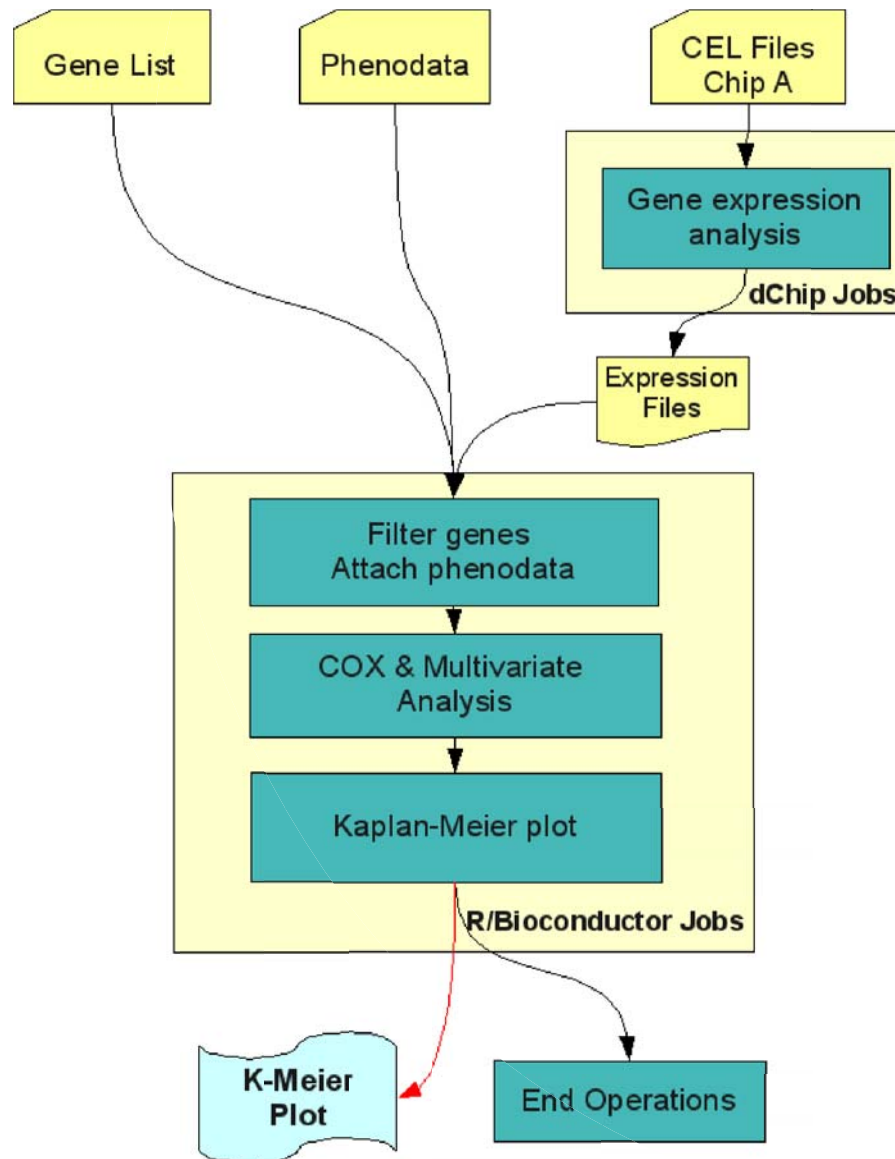 Gene List
Phenodata
CEL Files
Chip A
Gene expression
analysis
dChip Jobs
Expression
Files
Filter genes
Attach phenodata
COX & Multivariate
Analysis
Kaplan-Meier plot
R/Bioconductor Jobs
K-Meier
Plot
End Operations